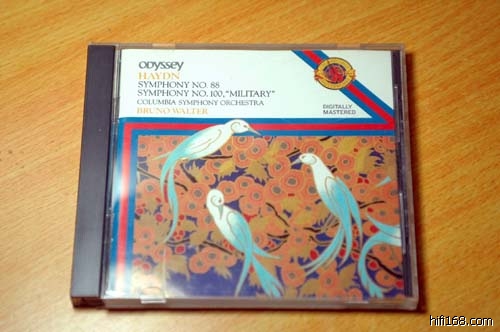 odyssey
HAYDN
SYMPHONY NO. 88
SYMPHONY NO. 100, "MILITARY"
COLUMBIA SYMPHONY ORCHESTRA
BRUNO WALTER
DIGITALLY
MASTERED
hifi168.com